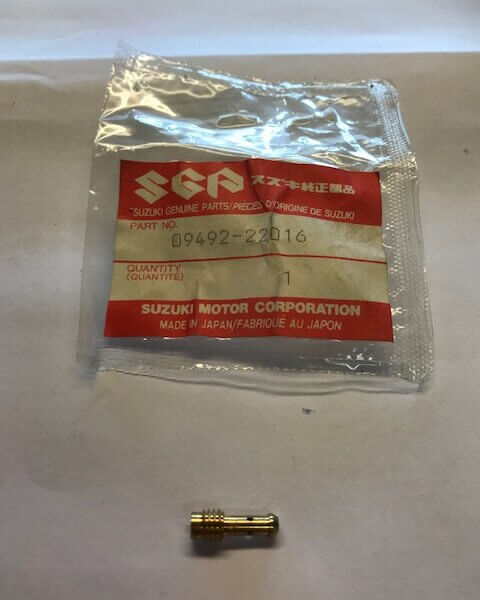 SGP スズキ純正部品
SUZUKI GENUINE PARTS/PIECES D'ORIGINE DE SUZUKI
PART NO.
09492-22016
QUANTITY
(QUANTITÉ)
1
SUZUKI MOTOR CORPORATION
MADE IN JAPAN/FABRIQUÉ AU JAPON